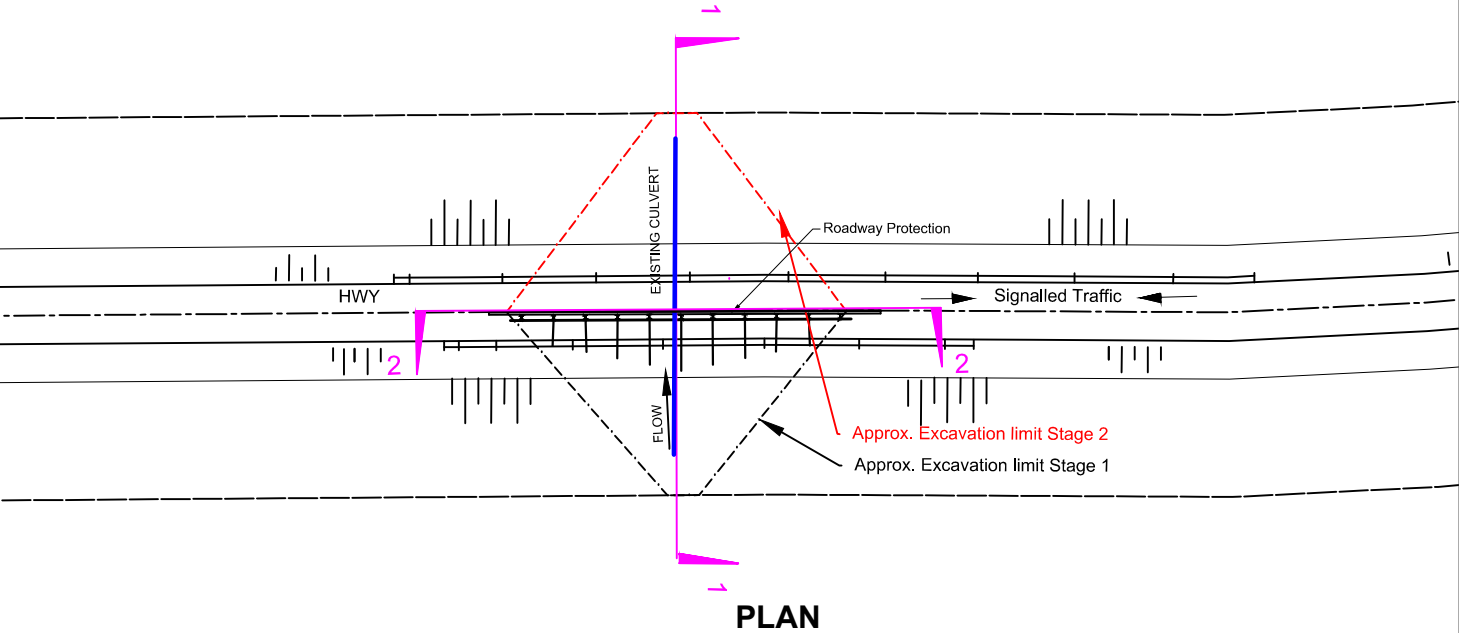 1
EXISTING CULVERT
Roadway Protection
HWY
Signalled Traffic
2
2
FLOW
Approx. Excavation limit Stage 2
Approx. Excavation limit Stage 1
1
PLAN